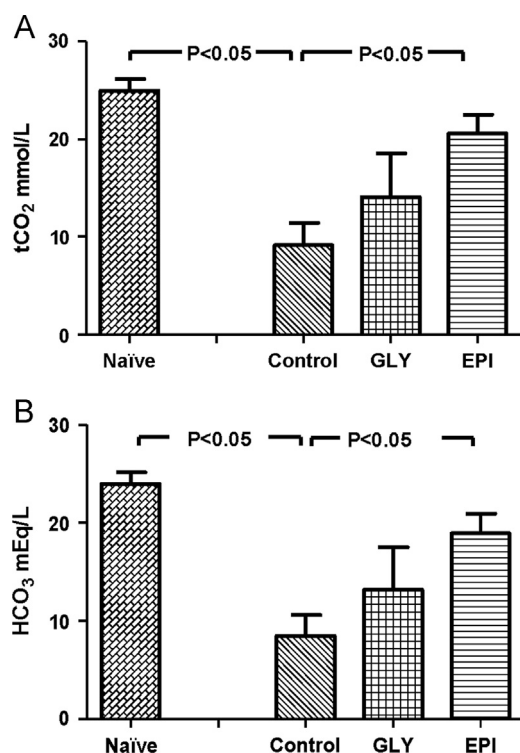 A
30
P<0.05 P<0.05
20
tCO₂ mmol/L
10
0
Naïve Control GLY EPI
B
30
P<0.05 P<0.05
20
HCO₃ mEq/L
10
0
Naïve Control GLY EPI